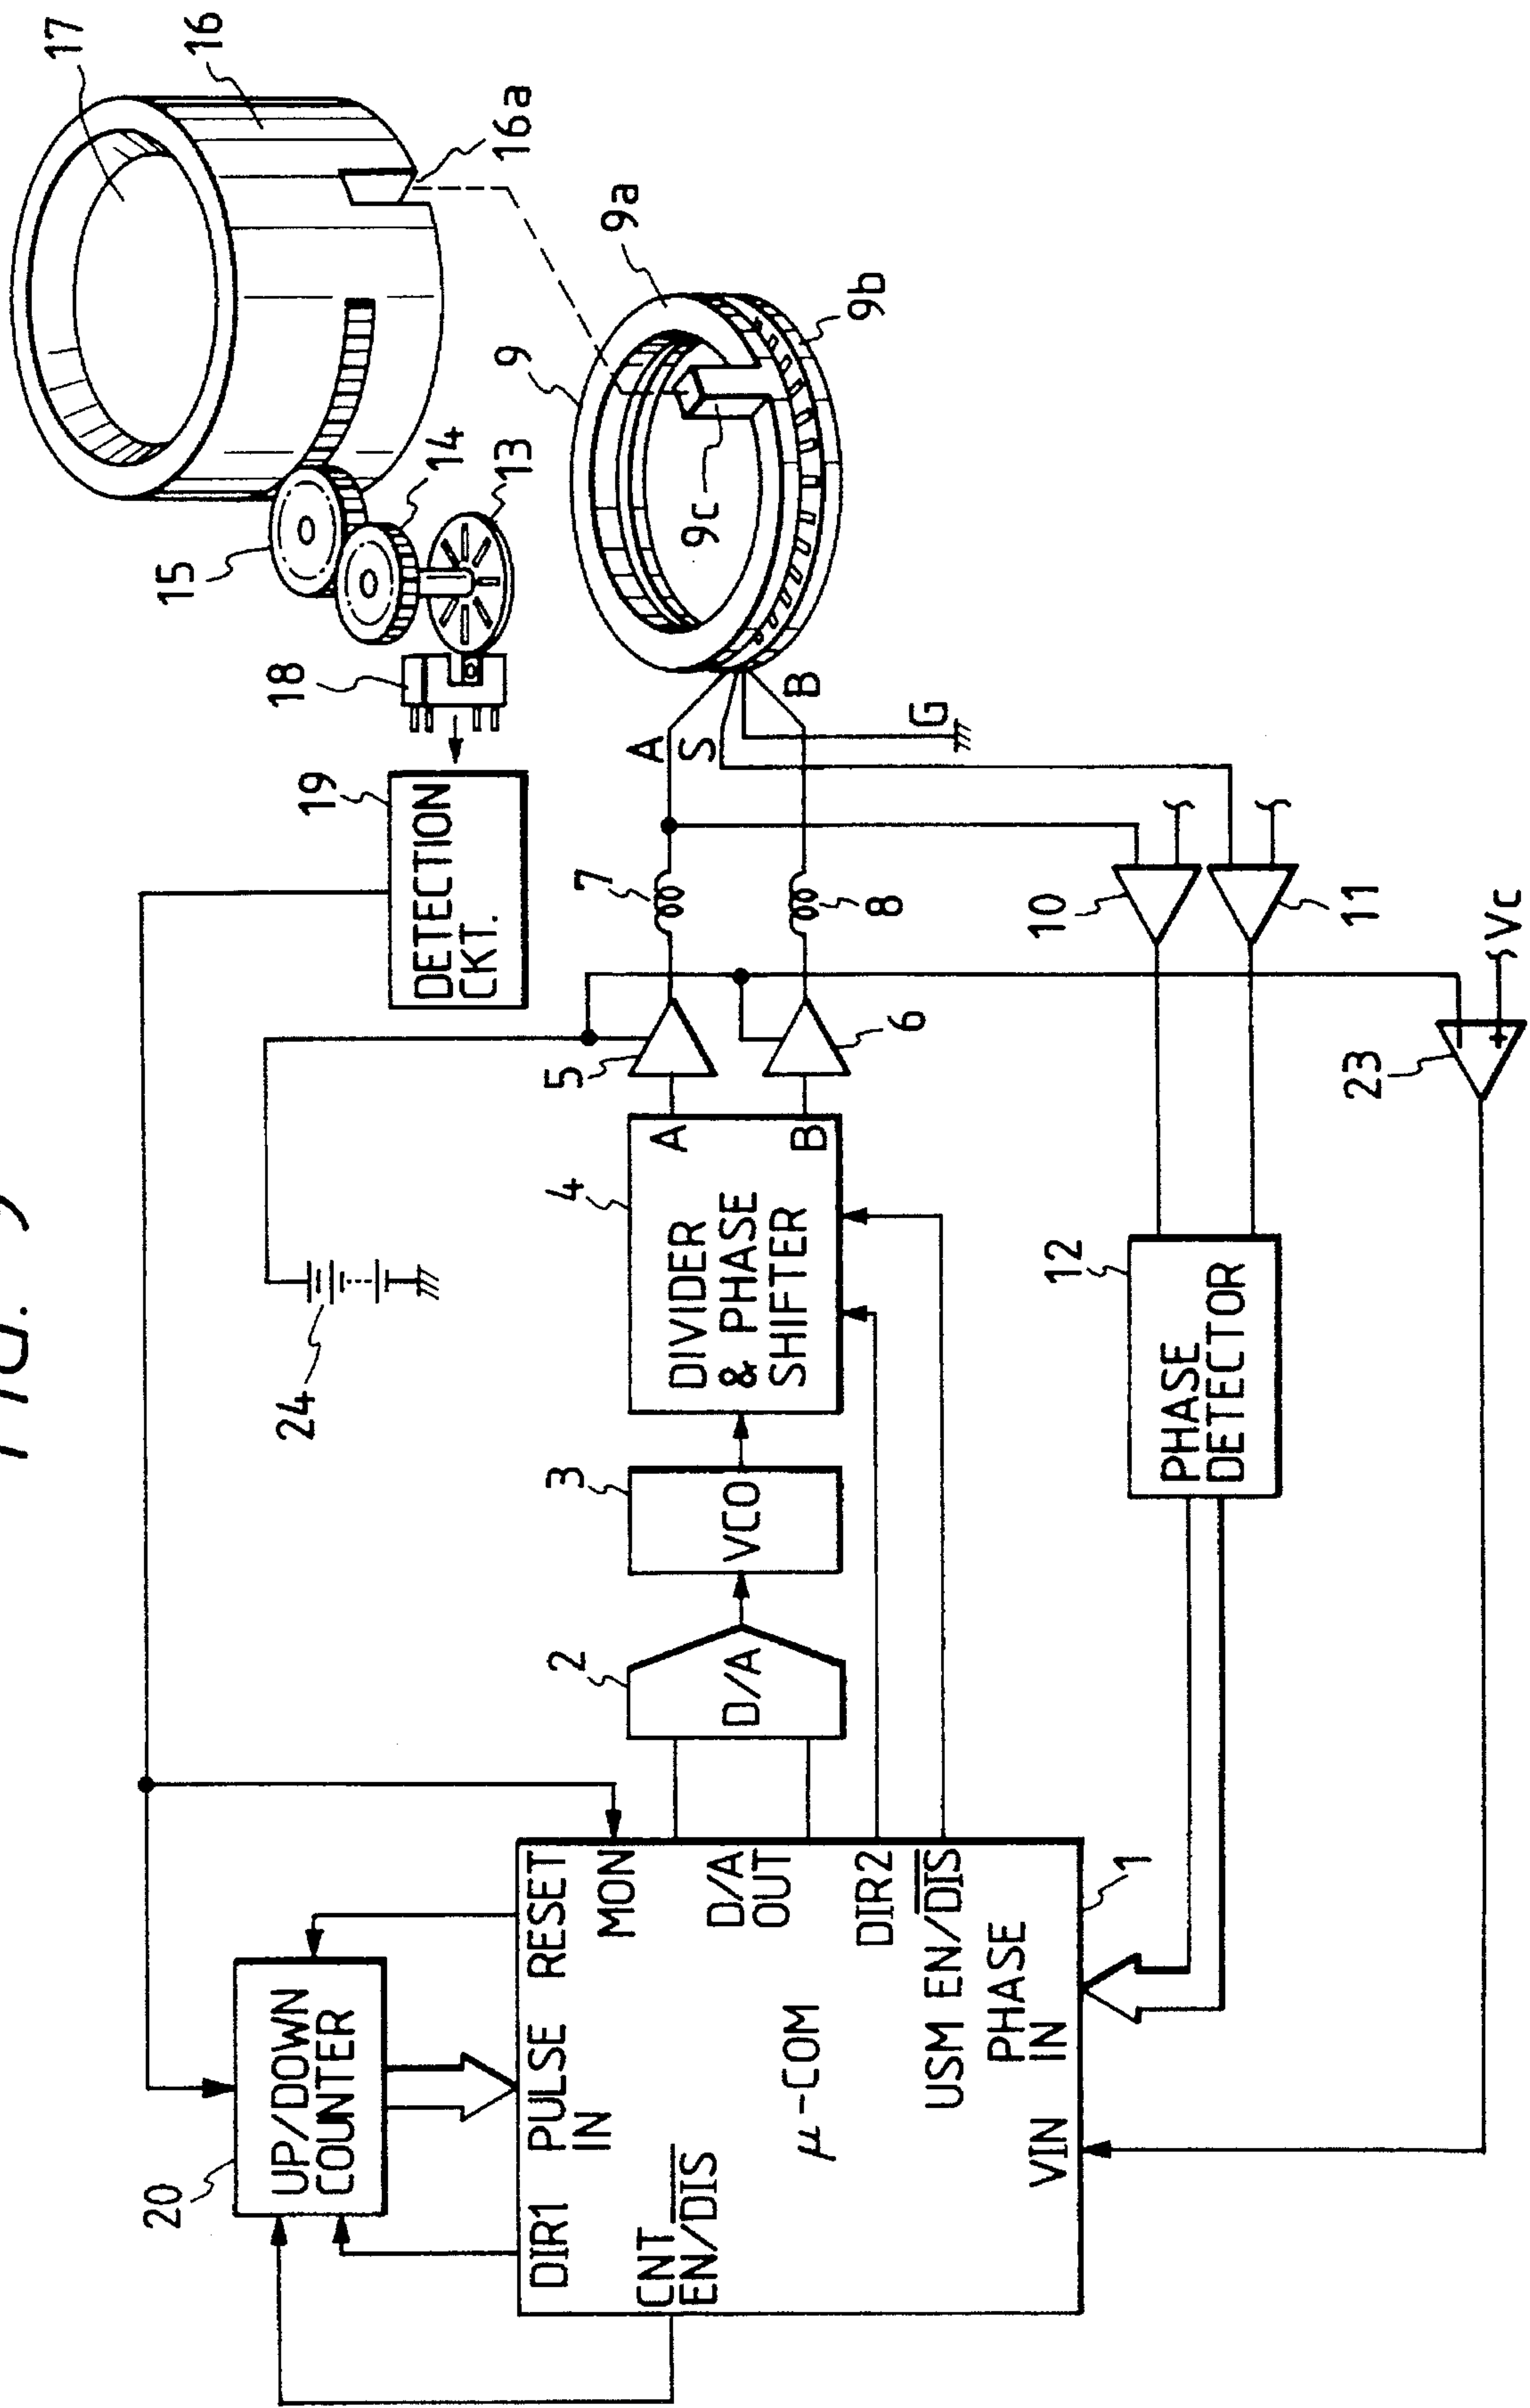 17
16
16a
15
14
13
18
19
DETECTION
CKT.
9
9a
9b
9c
A
S
B
G
7
8
5
6
10
11
24
23
Vc
+
4
A
B
DIVIDER
& PHASE
SHIFTER
3
VCO
2
D/A
12
PHASE
DETECTOR
20
UP/DOWN
COUNTER
DIR1
PULSE
IN
RESET
MON
CNT
EN/DIS
D/A
OUT
μ-COM
DIR2
USM EN/DIS
PHASE
IN
VIN
1